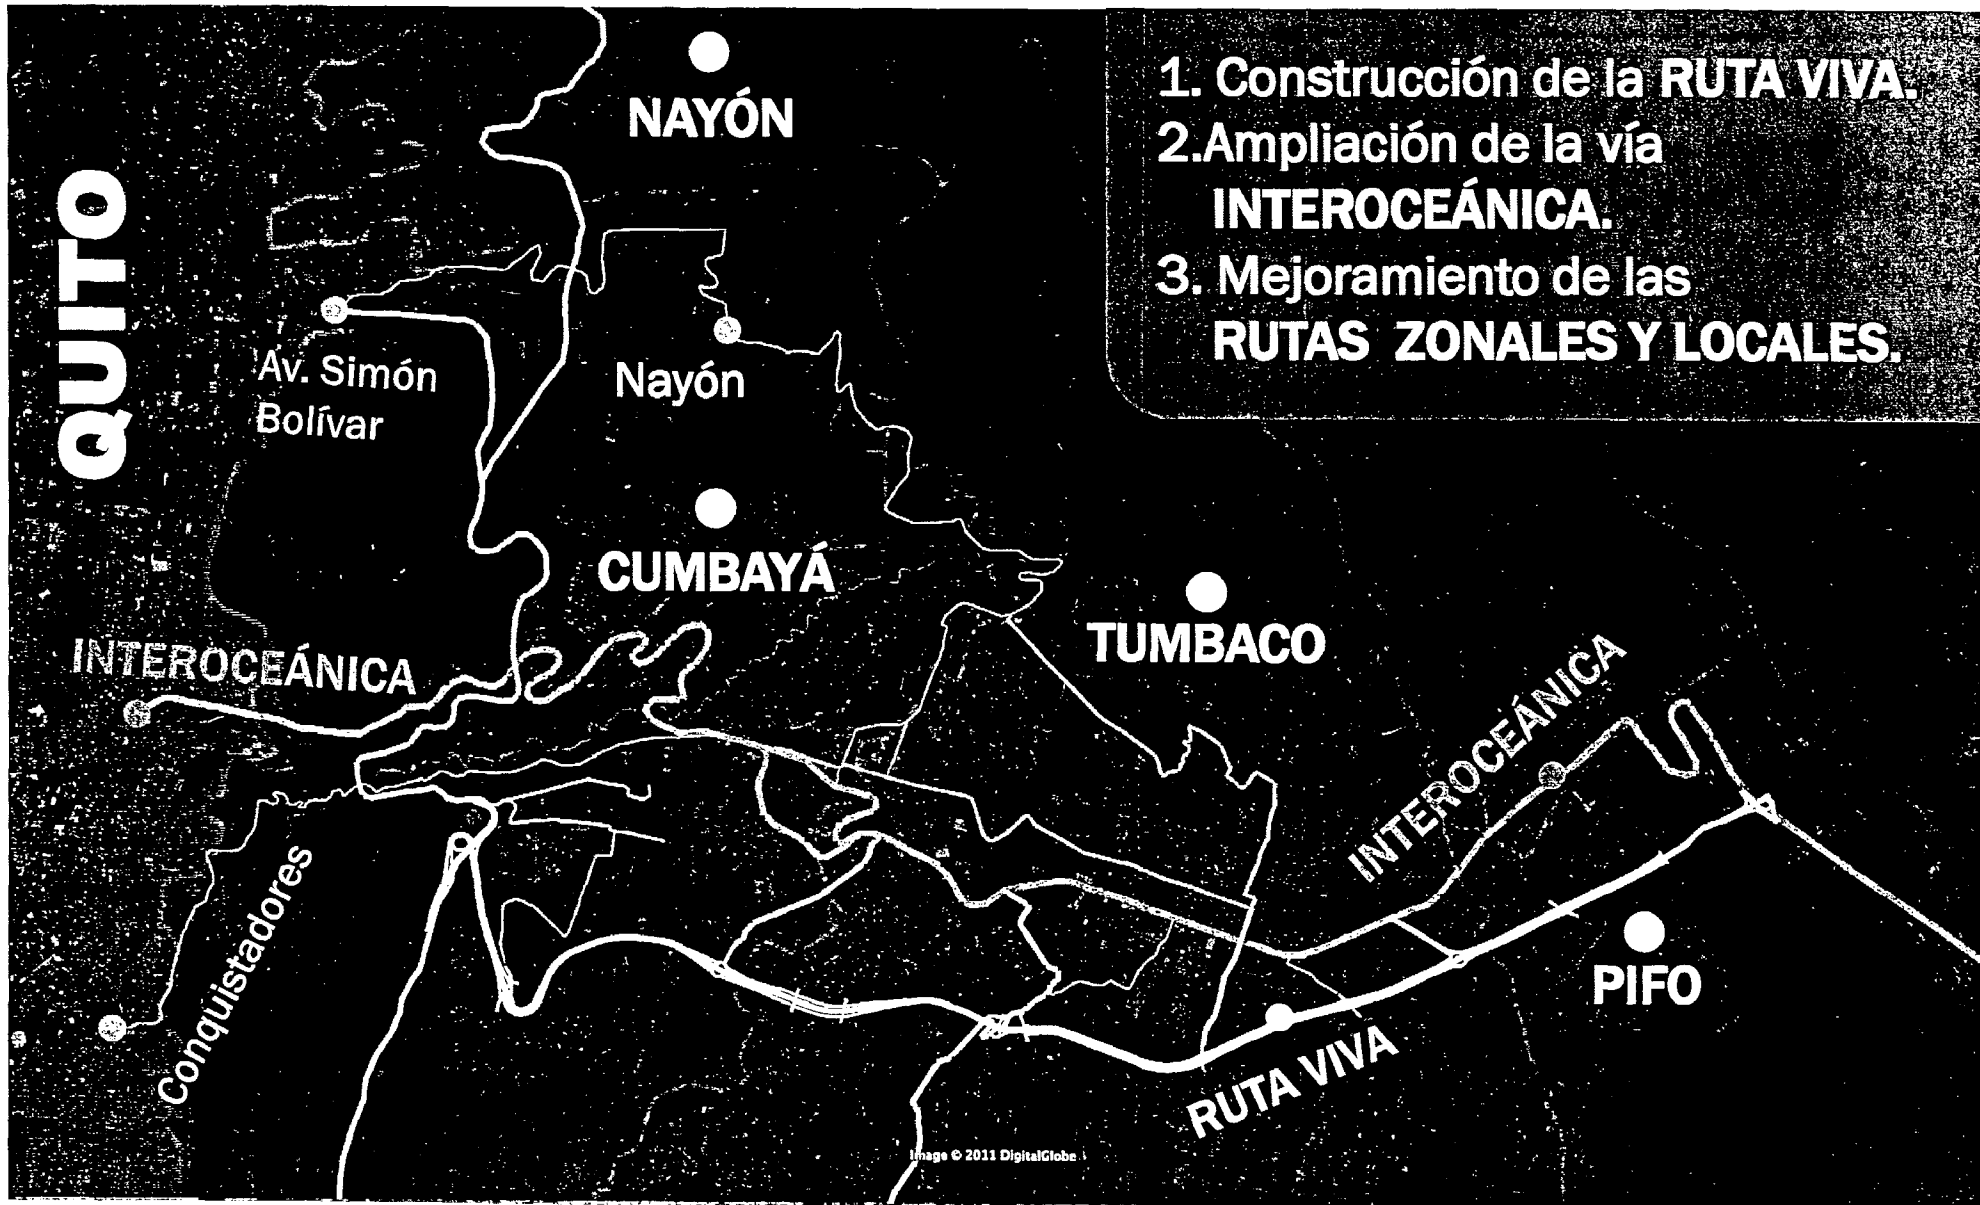 NAYÓN
1. Construcción de la RUTA VIVA.
2.Ampliación de la vía
INTEROCEÁNICA.
3. Mejoramiento de las
RUTAS ZONALES Y LOCALES.
QUITO
Av. Simón
Bolívar
Nayón
CUMBAYÁ
TUMBACO
INTEROCEÁNICA
INTEROCEÁNICA
Conquistadores
PIFO
RUTA VIVA
Image © 2011 DigitalGlobe